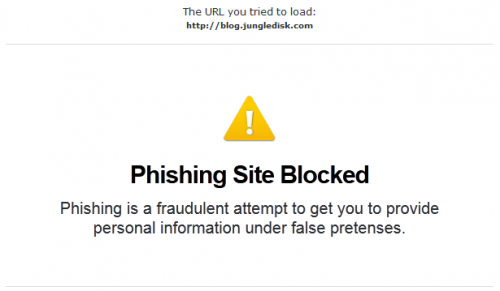 The URL you tried to load:
http://blog.jungledisk.com
Phishing Site Blocked
Phishing is a fraudulent attempt to get you to provide
personal information under false pretenses.